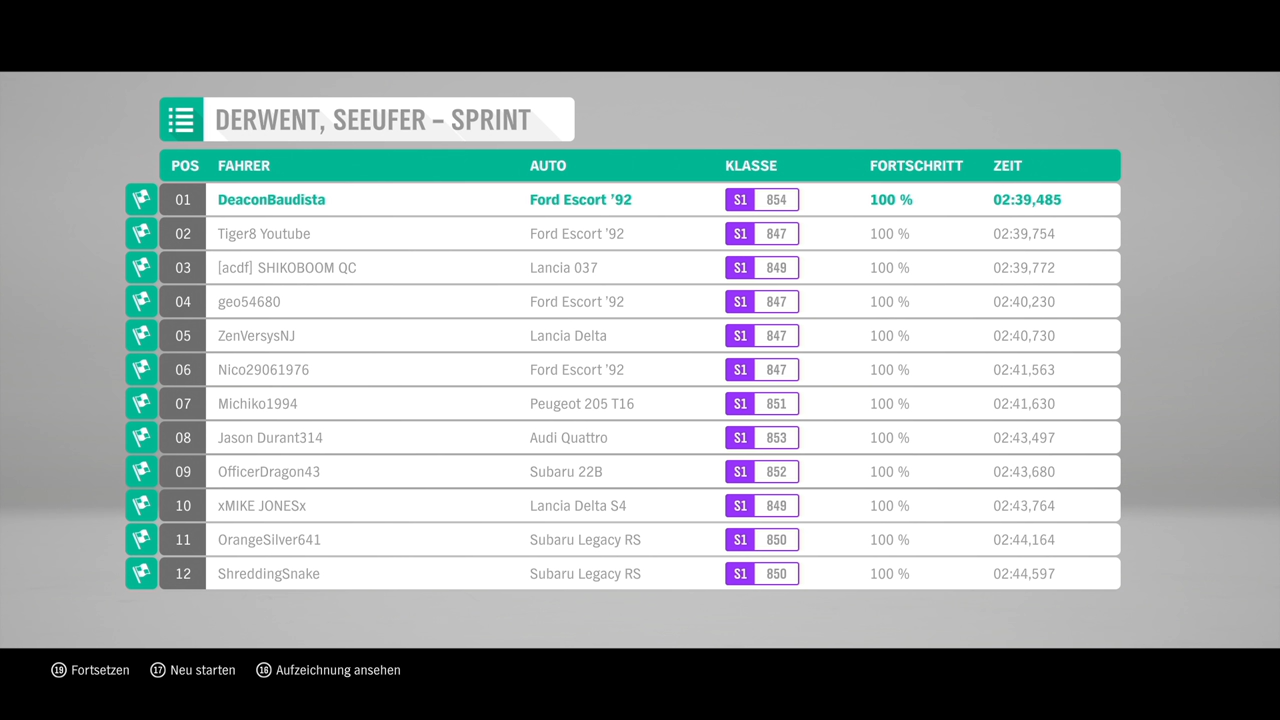 DERWENT, SEEUFER – SPRINT
POS FAHRER AUTO KLASSE FORTSCHRITT ZEIT
01 DeaconBaudista Ford Escort ’92 S1 854 100 % 02:39,485
02 Tiger8 Youtube Ford Escort ’92 S1 847 100 % 02:39,754
03 [acdf] SHIKOBOOM QC Lancia 037 S1 849 100 % 02:39,772
04 geo54680 Ford Escort ’92 S1 847 100 % 02:40,230
05 ZenVersysNJ Lancia Delta S1 847 100 % 02:40,730
06 Nico29061976 Ford Escort ’92 S1 847 100 % 02:41,563
07 Michiko1994 Peugeot 205 T16 S1 851 100 % 02:41,630
08 Jason Durant314 Audi Quattro S1 853 100 % 02:43,497
09 OfficerDragon43 Subaru 22B S1 852 100 % 02:43,680
10 xMIKE JONESx Lancia Delta S4 S1 849 100 % 02:43,764
11 OrangeSilver641 Subaru Legacy RS S1 850 100 % 02:44,164
12 ShreddingSnake Subaru Legacy RS S1 850 100 % 02:44,597
19 Fortsetzen 17 Neu starten 16 Aufzeichnung ansehen